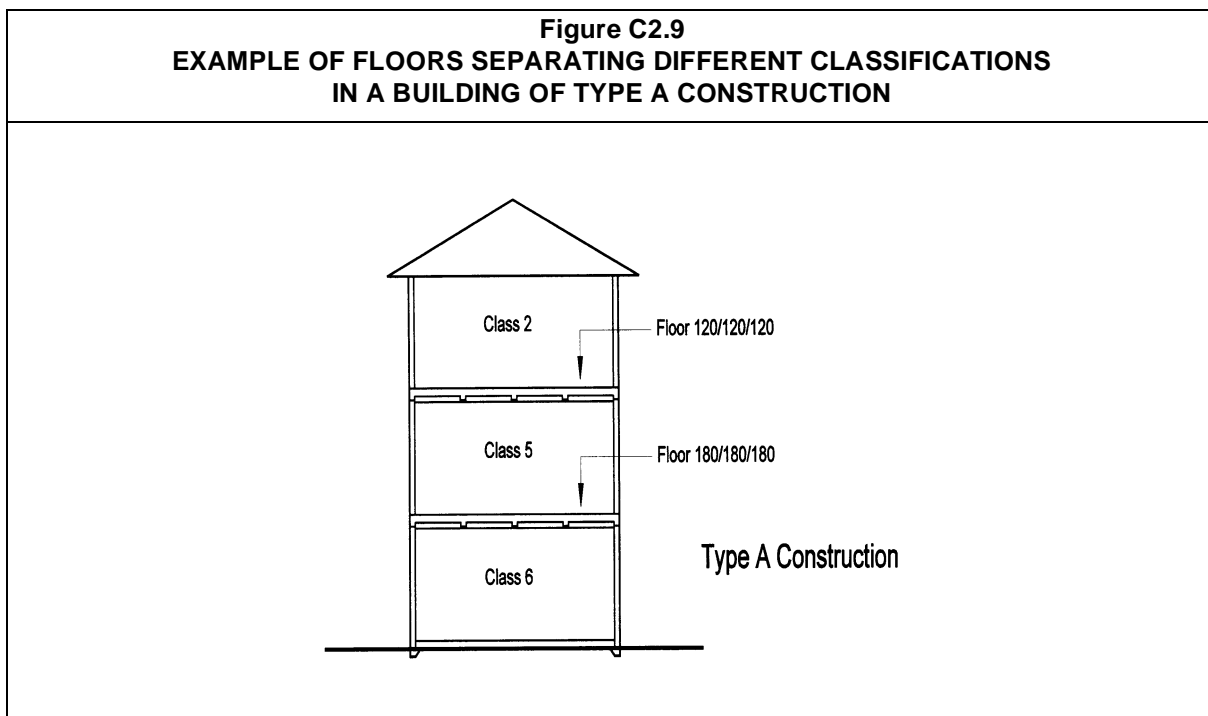 Figure C2.9
EXAMPLE OF FLOORS SEPARATING DIFFERENT CLASSIFICATIONS
IN A BUILDING OF TYPE A CONSTRUCTION
Class 2
Floor 120/120/120
Class 5
Floor 180/180/180
Type A Construction
Class 6